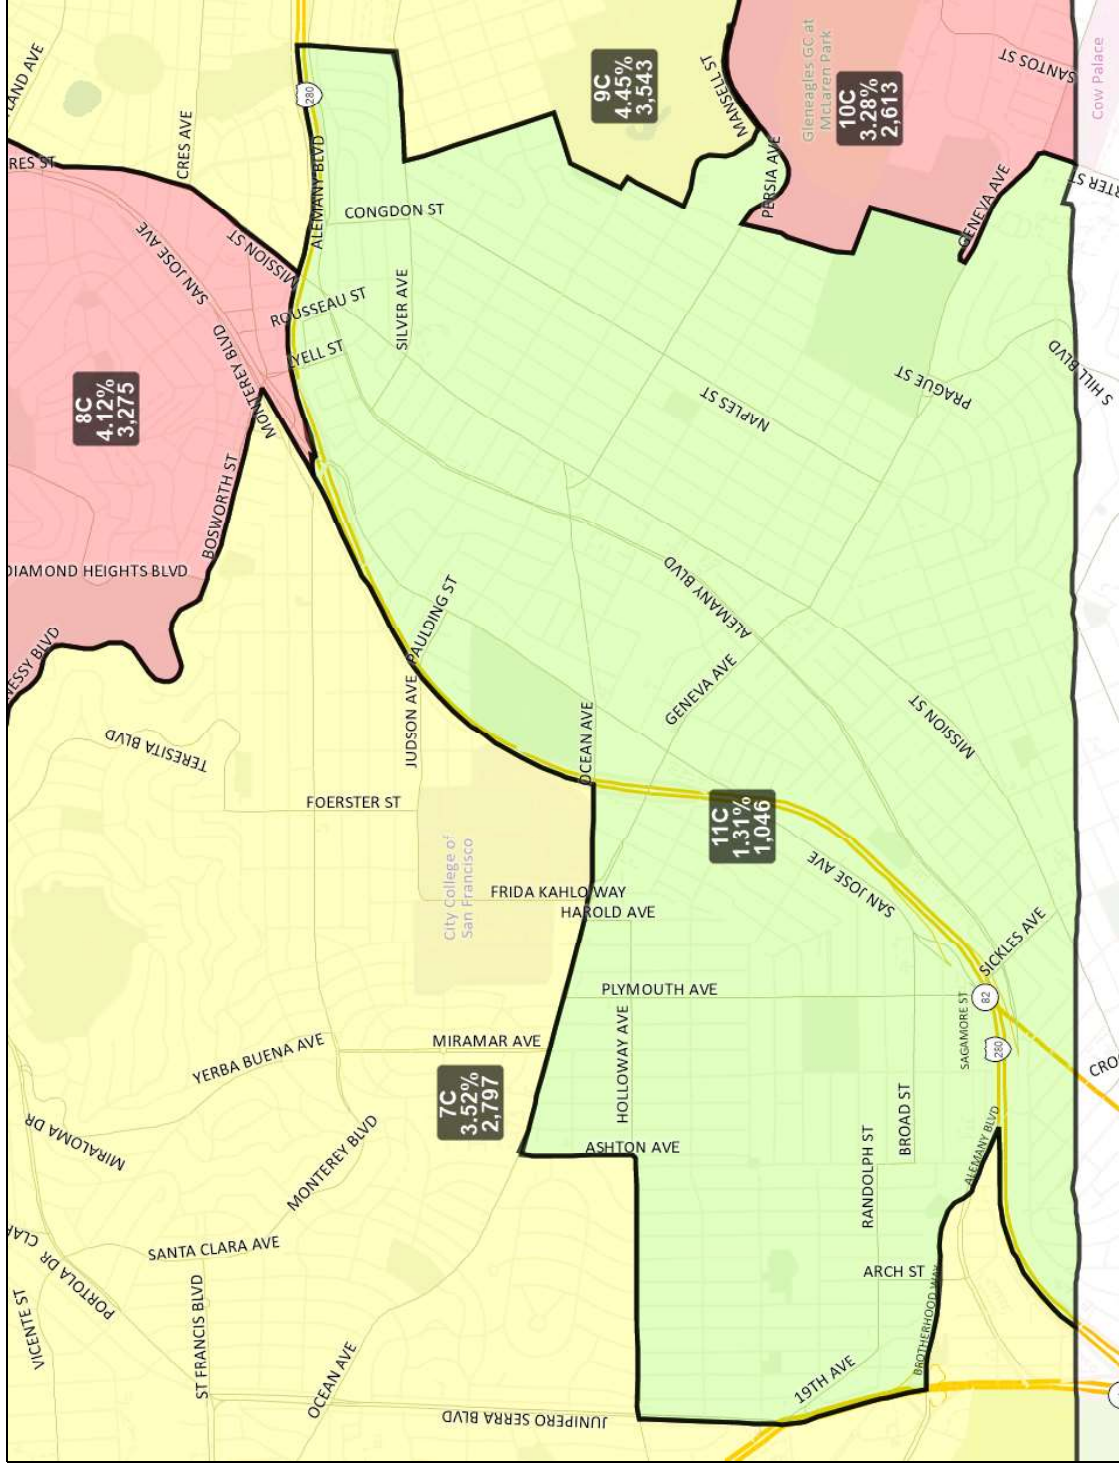 RES ST
CRES AVE
280
ALEMANY BLVD
CONGDON ST
SILVER AVE
SAN JOSE AVE
MISSION ST
ROUSSEAU ST
LYELL ST
MONTEREY BLVD
8C
4.12%
3,275
BOSWORTH ST
DIAMOND HEIGHTS BLVD
NESSY BLVD
9C
4.45%
3,543
MANSELL ST
Gleneagles GC at
McLaren Park
10C
3.28%
2,613
SANTOS ST
Cow Palace
PERSIA AVE
GENEVA AVE
RTER ST
S HILL BLVD
PRAGUE ST
NAPLES ST
PAULDING ST
JUDSON AVE
ALEMANY BLVD
GENEVA AVE
OCEAN AVE
MISSION ST
TERESITA BLVD
FOERSTER ST
City College of
San Francisco
FRIDA KAHLO WAY
HAROLD AVE
11C
1.31%
1,046
SAN JOSE AVE
SICKLES AVE
PLYMOUTH AVE
SAGAMORE ST
82
280
CRO
HOLLOWAY AVE
MIRAMAR AVE
YERBA BUENA AVE
7C
3.52%
2,797
MIRALOMA DR
MONTEREY BLVD
ASHTON AVE
BROAD ST
RANDOLPH ST
ALEMANY BLVD
ARCH ST
BROTHERHOOD WAY
19TH AVE
SANTA CLARA AVE
PORTOLA DR
VICENTE ST
ST FRANCIS BLVD
OCEAN AVE
JUNIPERO SERRA BLVD